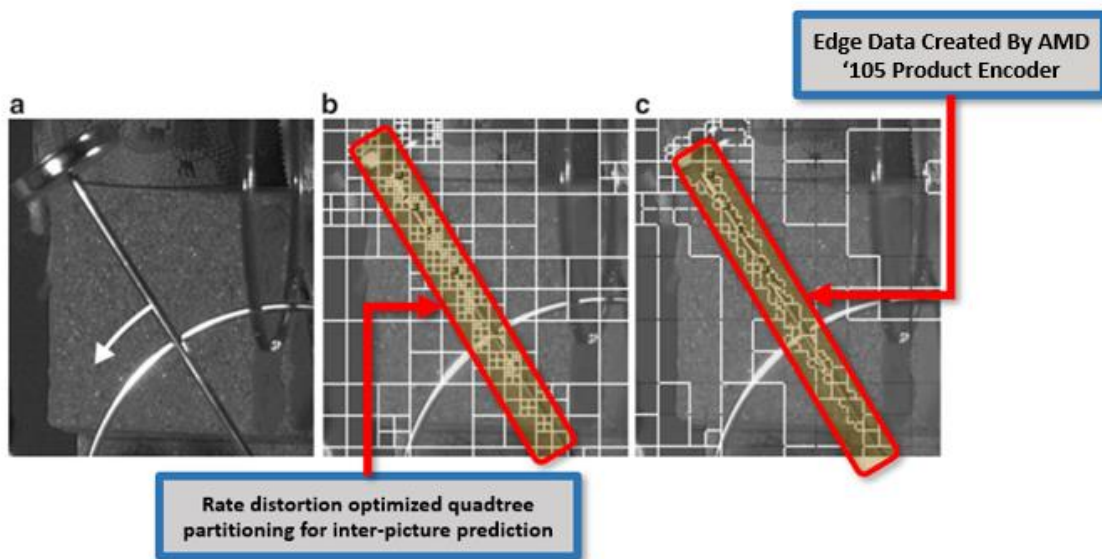 Edge Data Created By AMD
‘105 Product Encoder
a
b
c
Rate distortion optimized quadtree
partitioning for inter-picture prediction